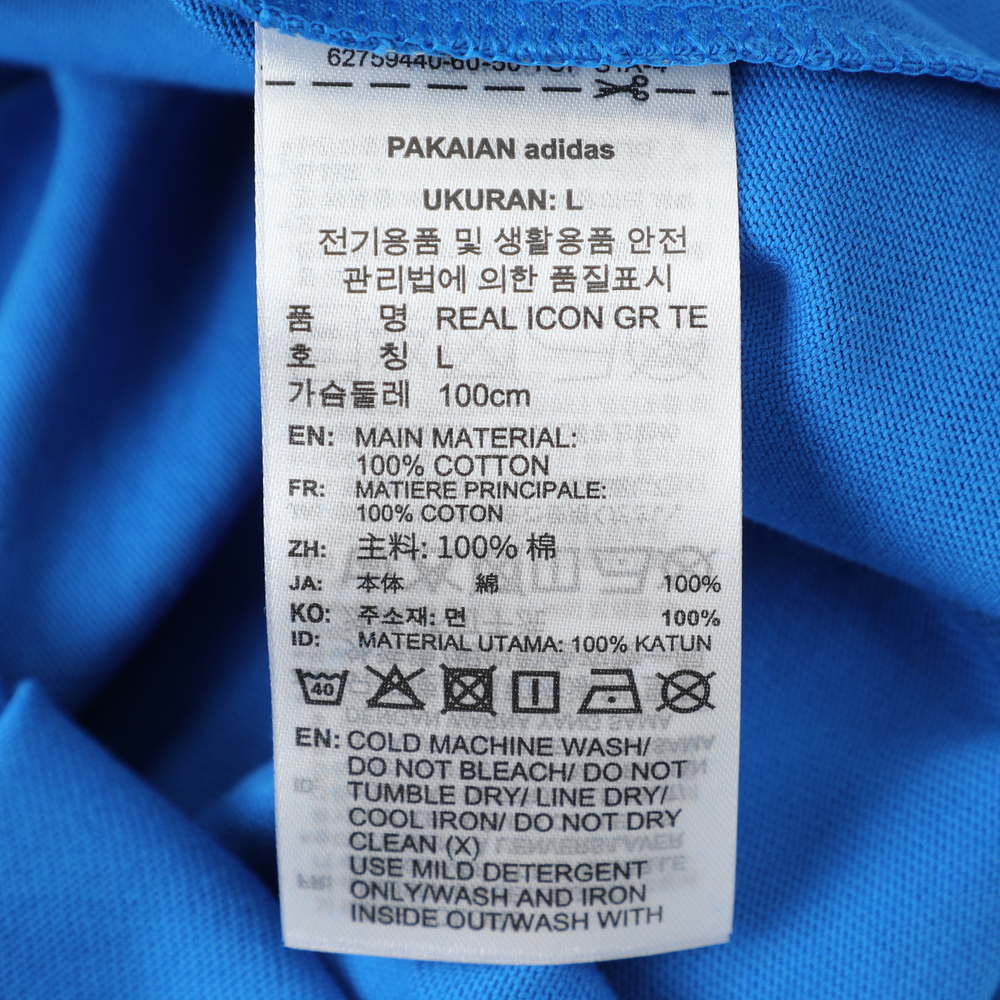 62759440-60-50
PAKAIAN adidas
UKURAN: L
전기용품 및 생활용품 안전
관리법에 의한 품질표시
품 명 REAL ICON GR TE
호 칭 L
가슴둘레 100cm
EN: MAIN MATERIAL:
100% COTTON
FR: MATIERE PRINCIPALE:
100% COTON
ZH: 主料: 100% 棉
JA: 本体 綿 100%
KO: 주소재: 면 100%
ID: MATERIAL UTAMA: 100% KATUN
40
EN: COLD MACHINE WASH/
DO NOT BLEACH/ DO NOT
TUMBLE DRY/ LINE DRY/
COOL IRON/ DO NOT DRY
CLEAN (X)
USE MILD DETERGENT
ONLY/WASH AND IRON
INSIDE OUT/WASH WITH